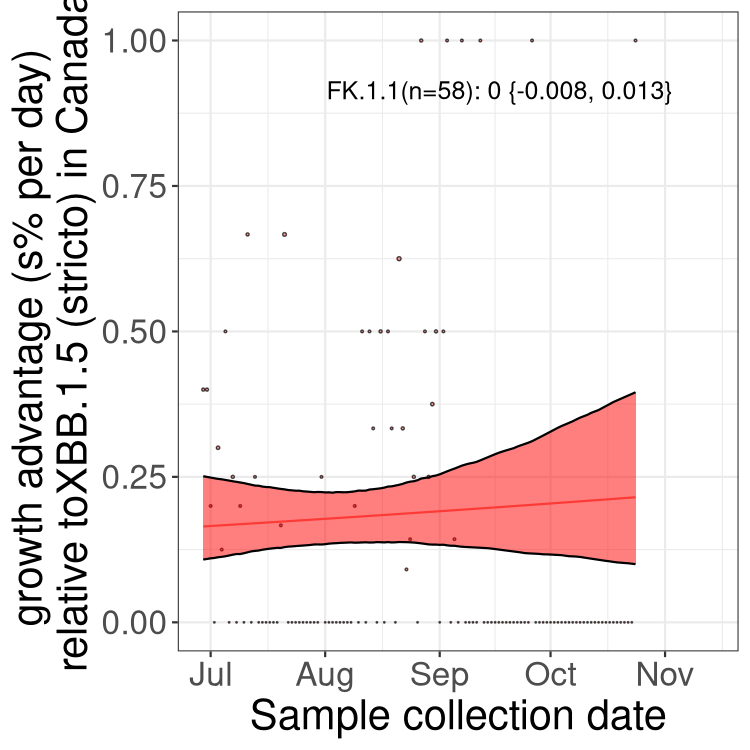 growth advantage (s% per day)
relative toXBB.1.5 (stricto) in Canada
1.00
0.75
0.50
0.25
0.00
FK.1.1(n=58): 0 {-0.008, 0.013}
Jul Aug Sep Oct Nov
Sample collection date